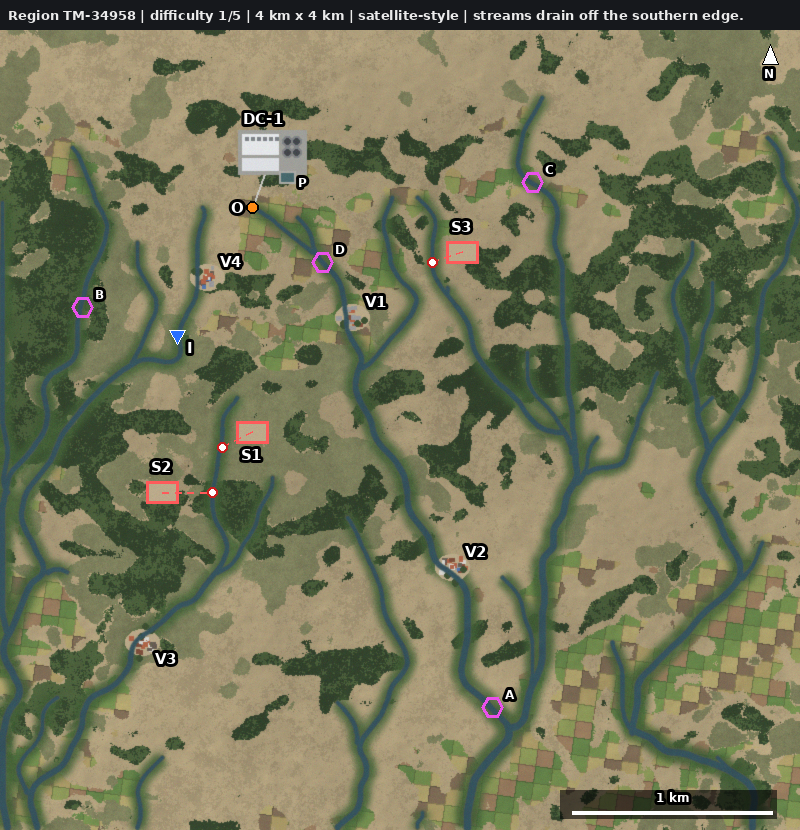 Region TM-34958 | difficulty 1/5 | 4 km x 4 km | satellite-style | streams drain off the southern edge.
N
DC-1
P
O
C
S3
D
V4
B
V1
I
S1
S2
V2
V3
A
1 km